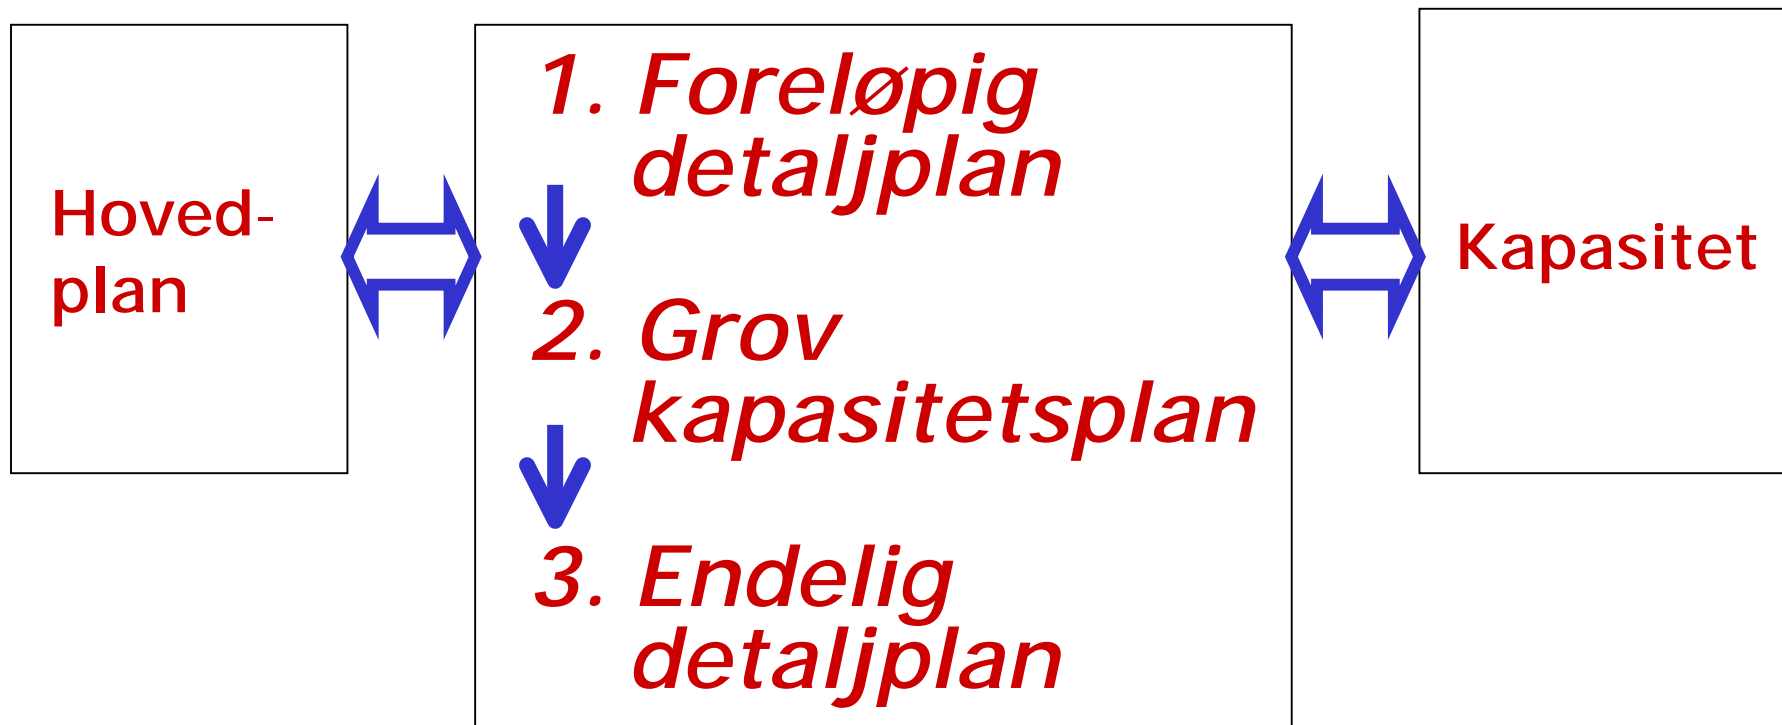 Hoved-
plan
1. Foreløpig
detaljplan
2. Grov
kapasitetsplan
3. Endelig
detaljplan
Kapasitet